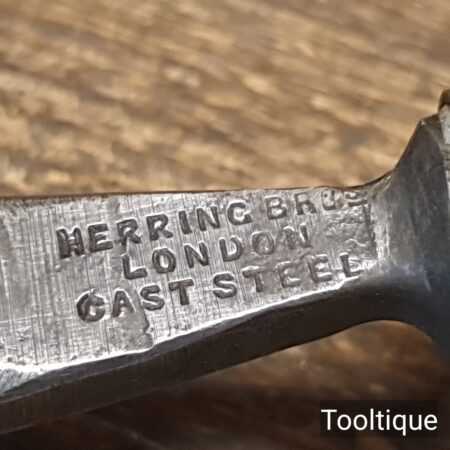 HERRING BROS
LONDON
CAST STEEL
Tooltique